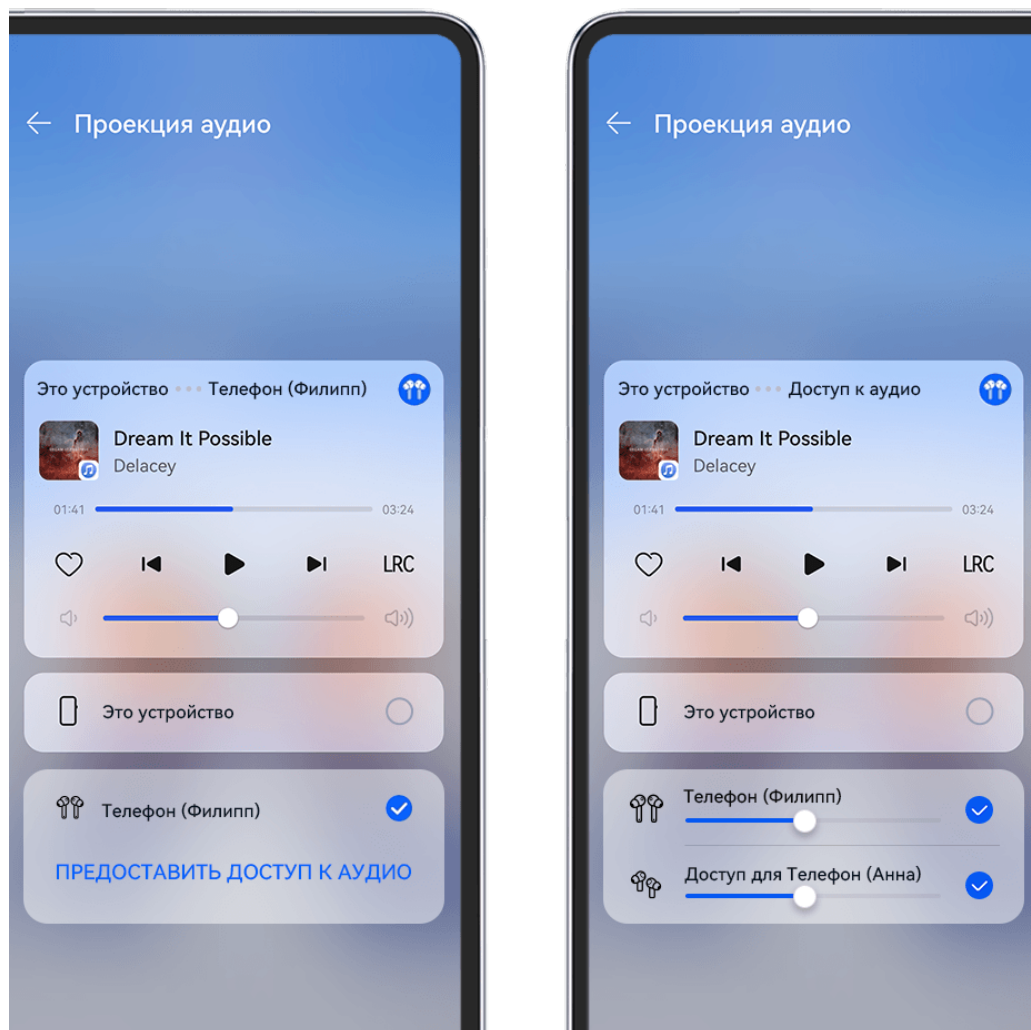 Проекция аудио
Это устройство ••• Телефон (Филипп)
Dream It Possible
Delacey
01:41 03:24
LRC
Это устройство
Телефон (Филипп)
ПРЕДОСТАВИТЬ ДОСТУП К АУДИО
Проекция аудио
Это устройство ••• Доступ к аудио
Dream It Possible
Delacey
01:41 03:24
LRC
Это устройство
Телефон (Филипп)
Доступ для Телефон (Анна)